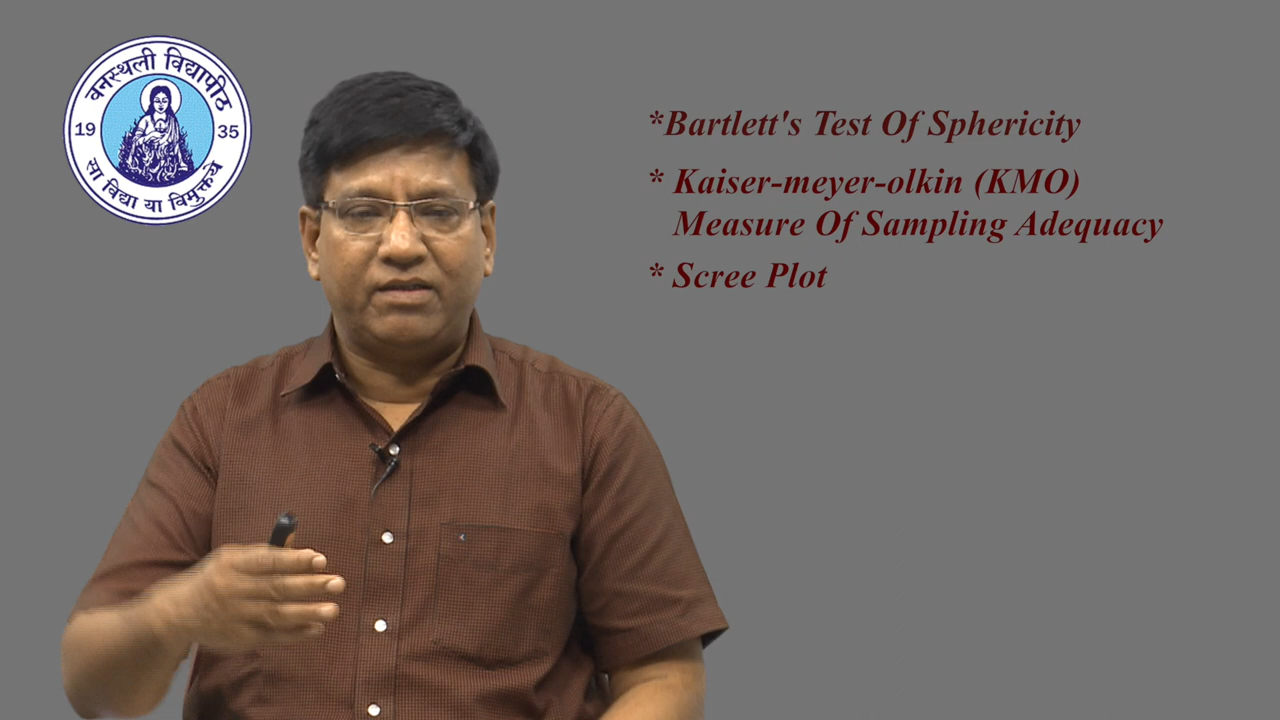 वनस्थली विद्यापीठ
19 35
सा विद्या या विमुक्तये
*Bartlett's Test Of Sphericity
* Kaiser-meyer-olkin (KMO)
Measure Of Sampling Adequacy
* Scree Plot